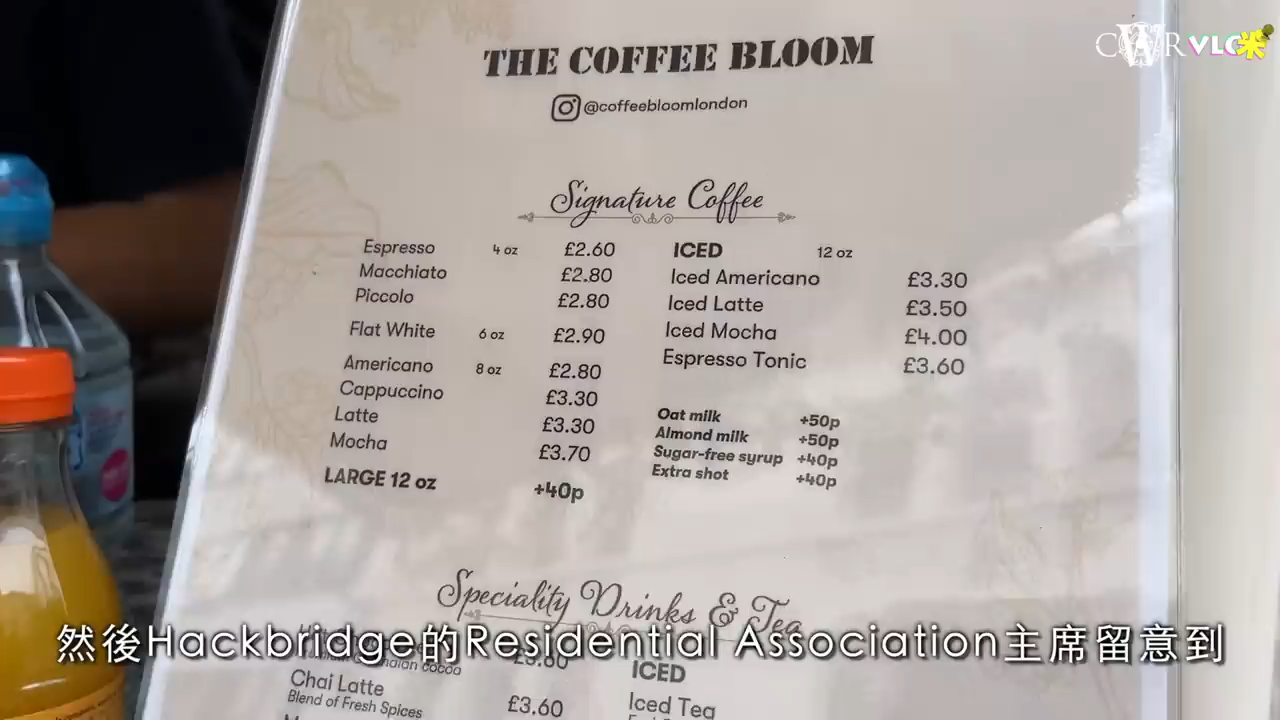 THE COFFEE BLOOM
@coffeebloomlondon
Signature Coffee
Espresso 4 oz £2.60
Macchiato £2.80
Piccolo £2.80
Flat White 6 oz £2.90
Americano 8 oz £2.80
Cappuccino £3.30
Latte £3.30
Mocha £3.70
LARGE 12 oz +40p
ICED 12 oz
Iced Americano £3.30
Iced Latte £3.50
Iced Mocha £4.00
Espresso Tonic £3.60
Oat milk +50p
Almond milk +50p
Sugar-free syrup +40p
Extra shot +40p
Speciality Drinks & Tea
cocoa £3.60
Chai Latte £3.60
Blend of Fresh Spices
ICED
Iced Tea
然後Hackbridge的Residential Association主席留意到